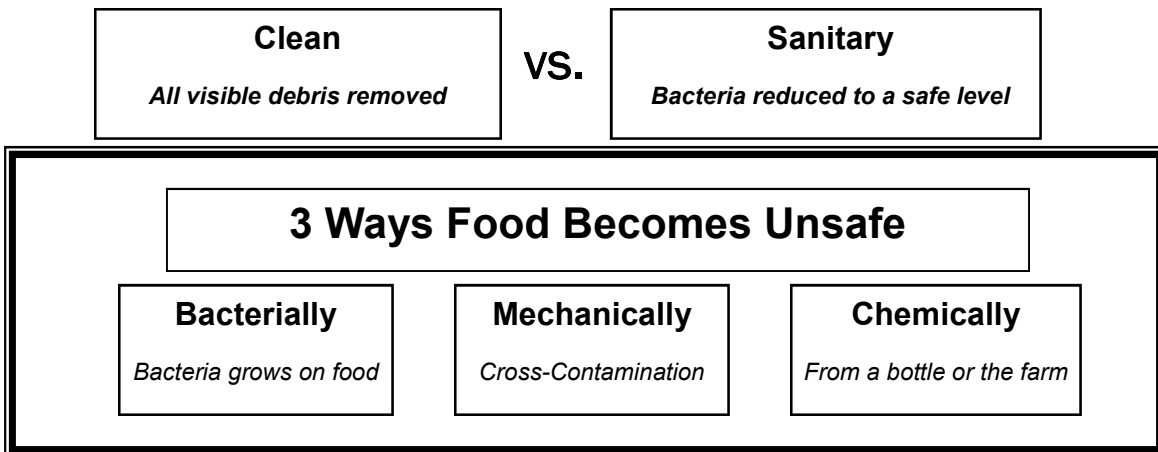 Clean
All visible debris removed
vs.
Sanitary
Bacteria reduced to a safe level
3 Ways Food Becomes Unsafe
Bacterially
Bacteria grows on food
Mechanically
Cross-Contamination
Chemically
From a bottle or the farm